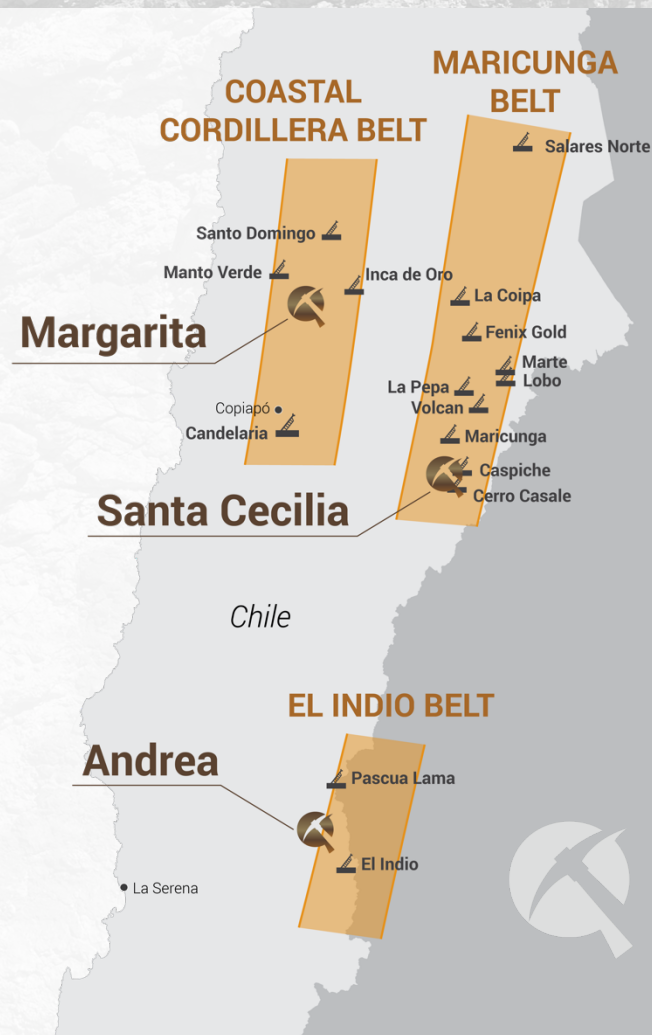 MARICUNGA
BELT
COASTAL
CORDILLERA BELT
Salares Norte
Santo Domingo
Manto Verde
Inca de Oro
La Coipa
Margarita
Fenix Gold
Marte
Lobo
La Pepa
Volcan
Copiapó
Candelaria
Maricunga
Caspiche
Cerro Casale
Santa Cecilia
Chile
EL INDIO BELT
Andrea
Pascua Lama
El Indio
La Serena